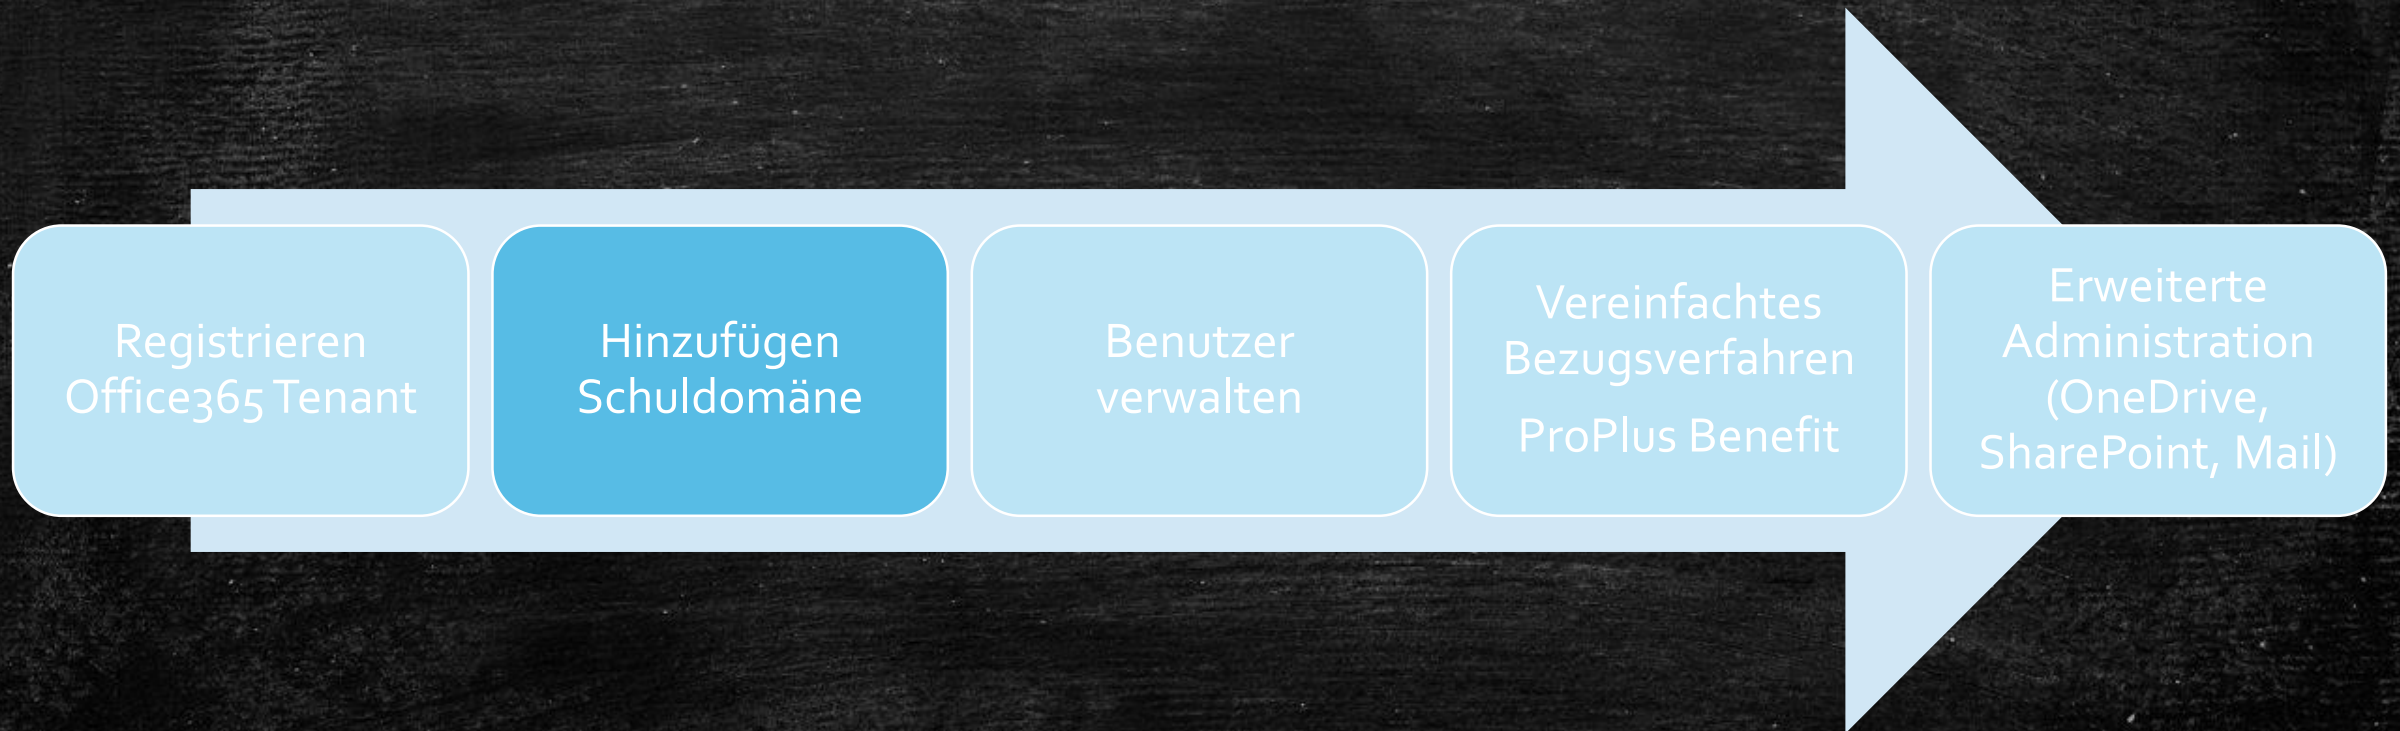 Registrieren
Office365 Tenant
Hinzufügen
Schuldomäne
Benutzer
verwalten
Vereinfachtes
Bezugsverfahren
ProPlus Benefit
Erweiterte
Administration
(OneDrive,
SharePoint, Mail)